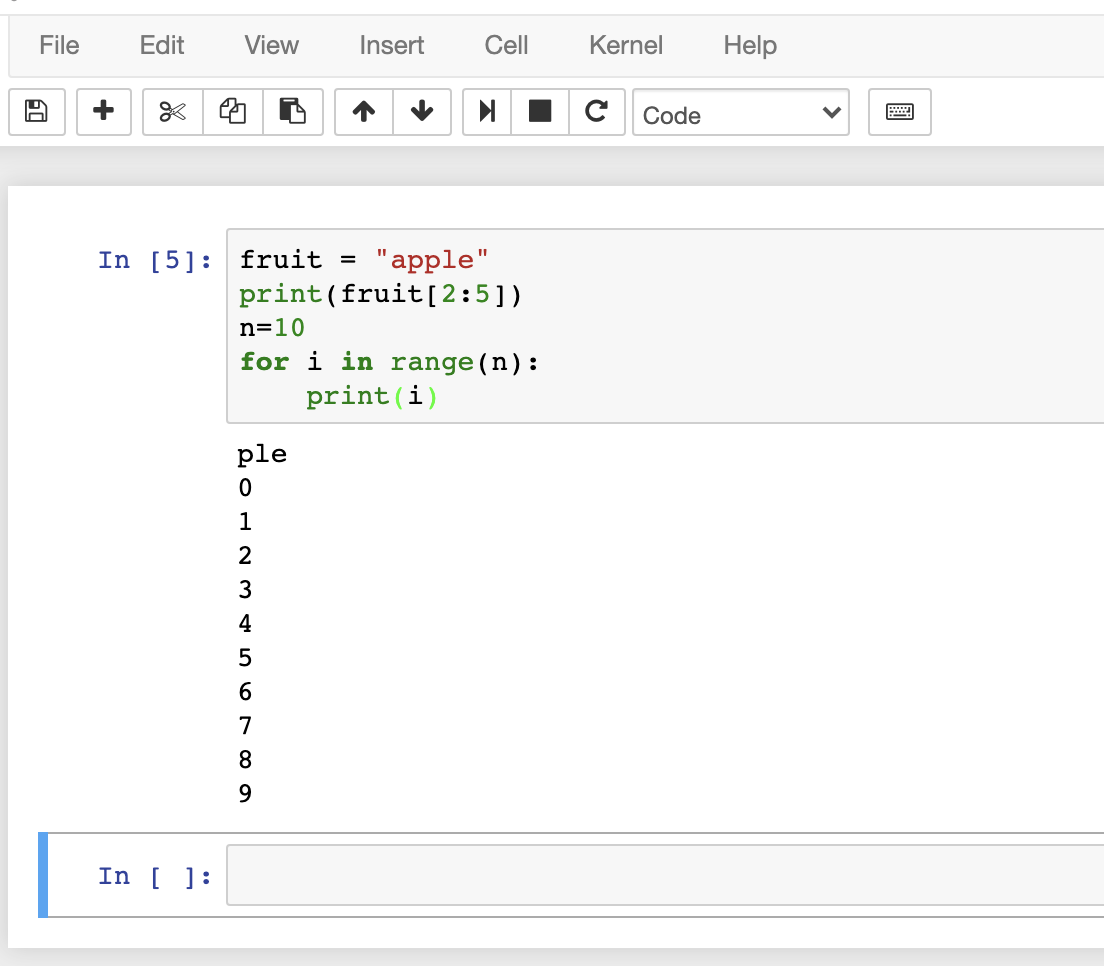 File Edit View Insert Cell Kernel Help
Code
In [5]:
fruit = "apple"
print(fruit[2:5])
n=10
for i in range(n):
    print(i)
ple
0
1
2
3
4
5
6
7
8
9
In [ ]: